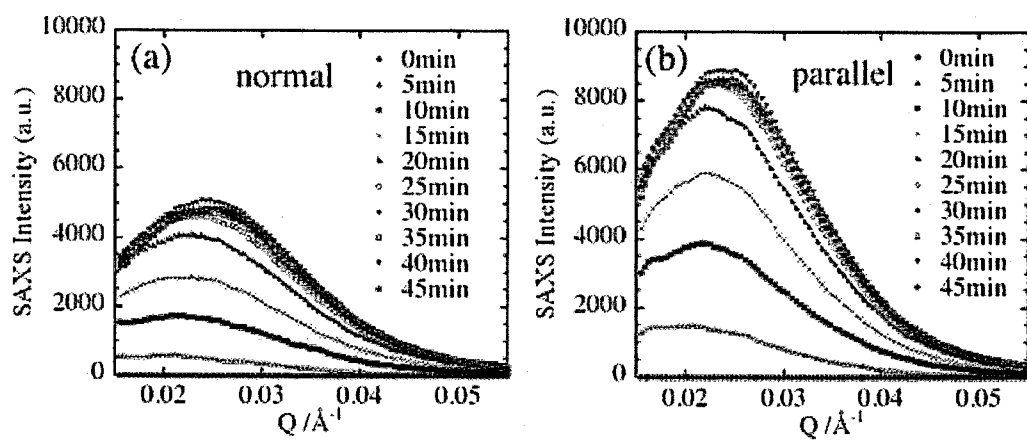 (a) normal
SAXS Intensity (a.u.)
10000
8000
6000
4000
2000
0
0.02 0.03 0.04 0.05
Q /Å⁻¹
0min
5min
10min
15min
20min
25min
30min
35min
40min
45min
(b) parallel
SAXS Intensity (a.u.)
10000
8000
6000
4000
2000
0
0.02 0.03 0.04 0.05
Q /Å⁻¹
0min
5min
10min
15min
20min
25min
30min
35min
40min
45min